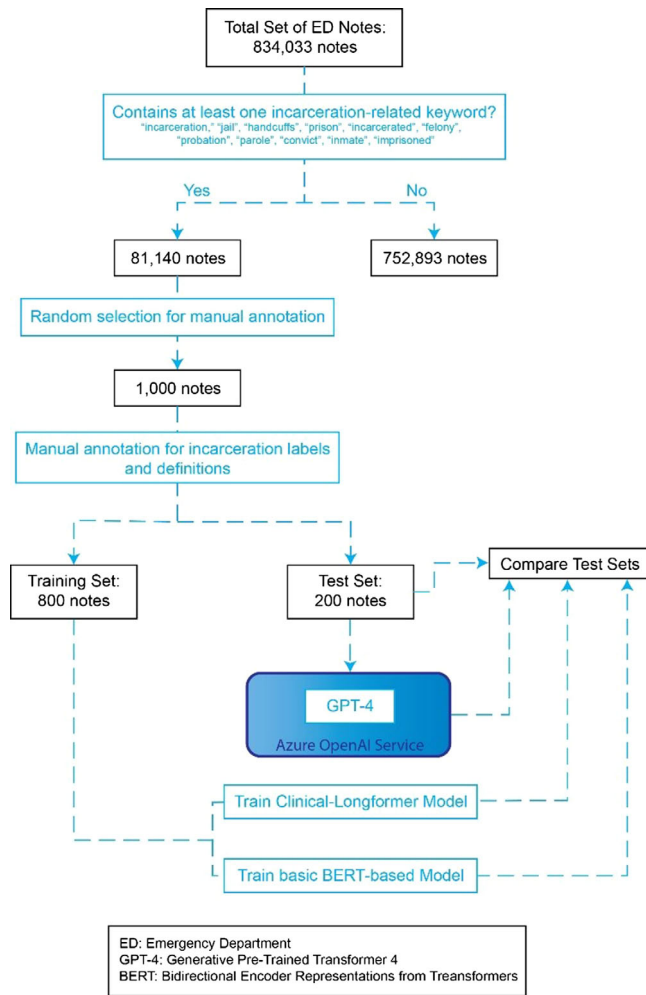 Total Set of ED Notes:
834,033 notes
Contains at least one incarceration-related keyword?
“incarceration,” “jail”, “handcuffs”, “prison”, “incarcerated”, “felony”,
“probation”, “parole”, “convict”, “inmate”, “imprisoned”
Yes
No
81,140 notes
752,893 notes
Random selection for manual annotation
1,000 notes
Manual annotation for incarceration labels
and definitions
Training Set:
800 notes
Test Set:
200 notes
Compare Test Sets
GPT-4
Azure OpenAI Service
Train Clinical-Longformer Model
Train basic BERT-based Model
ED: Emergency Department
GPT-4: Generative Pre-Trained Transformer 4
BERT: Bidirectional Encoder Representations from Treansformers